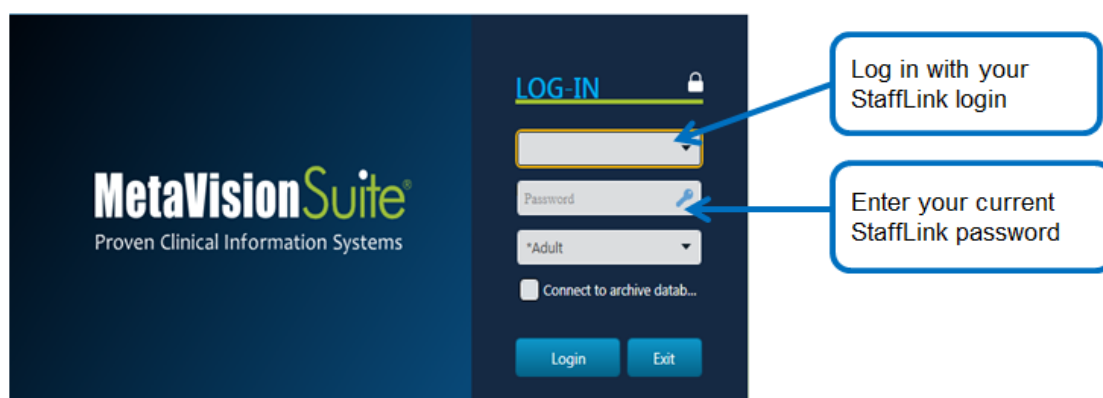 LOG-IN
MetaVisionSuite®
Proven Clinical Information Systems
Password
*Adult
Connect to archive datab...
Login
Exit
Log in with your
StaffLink login
Enter your current
StaffLink password